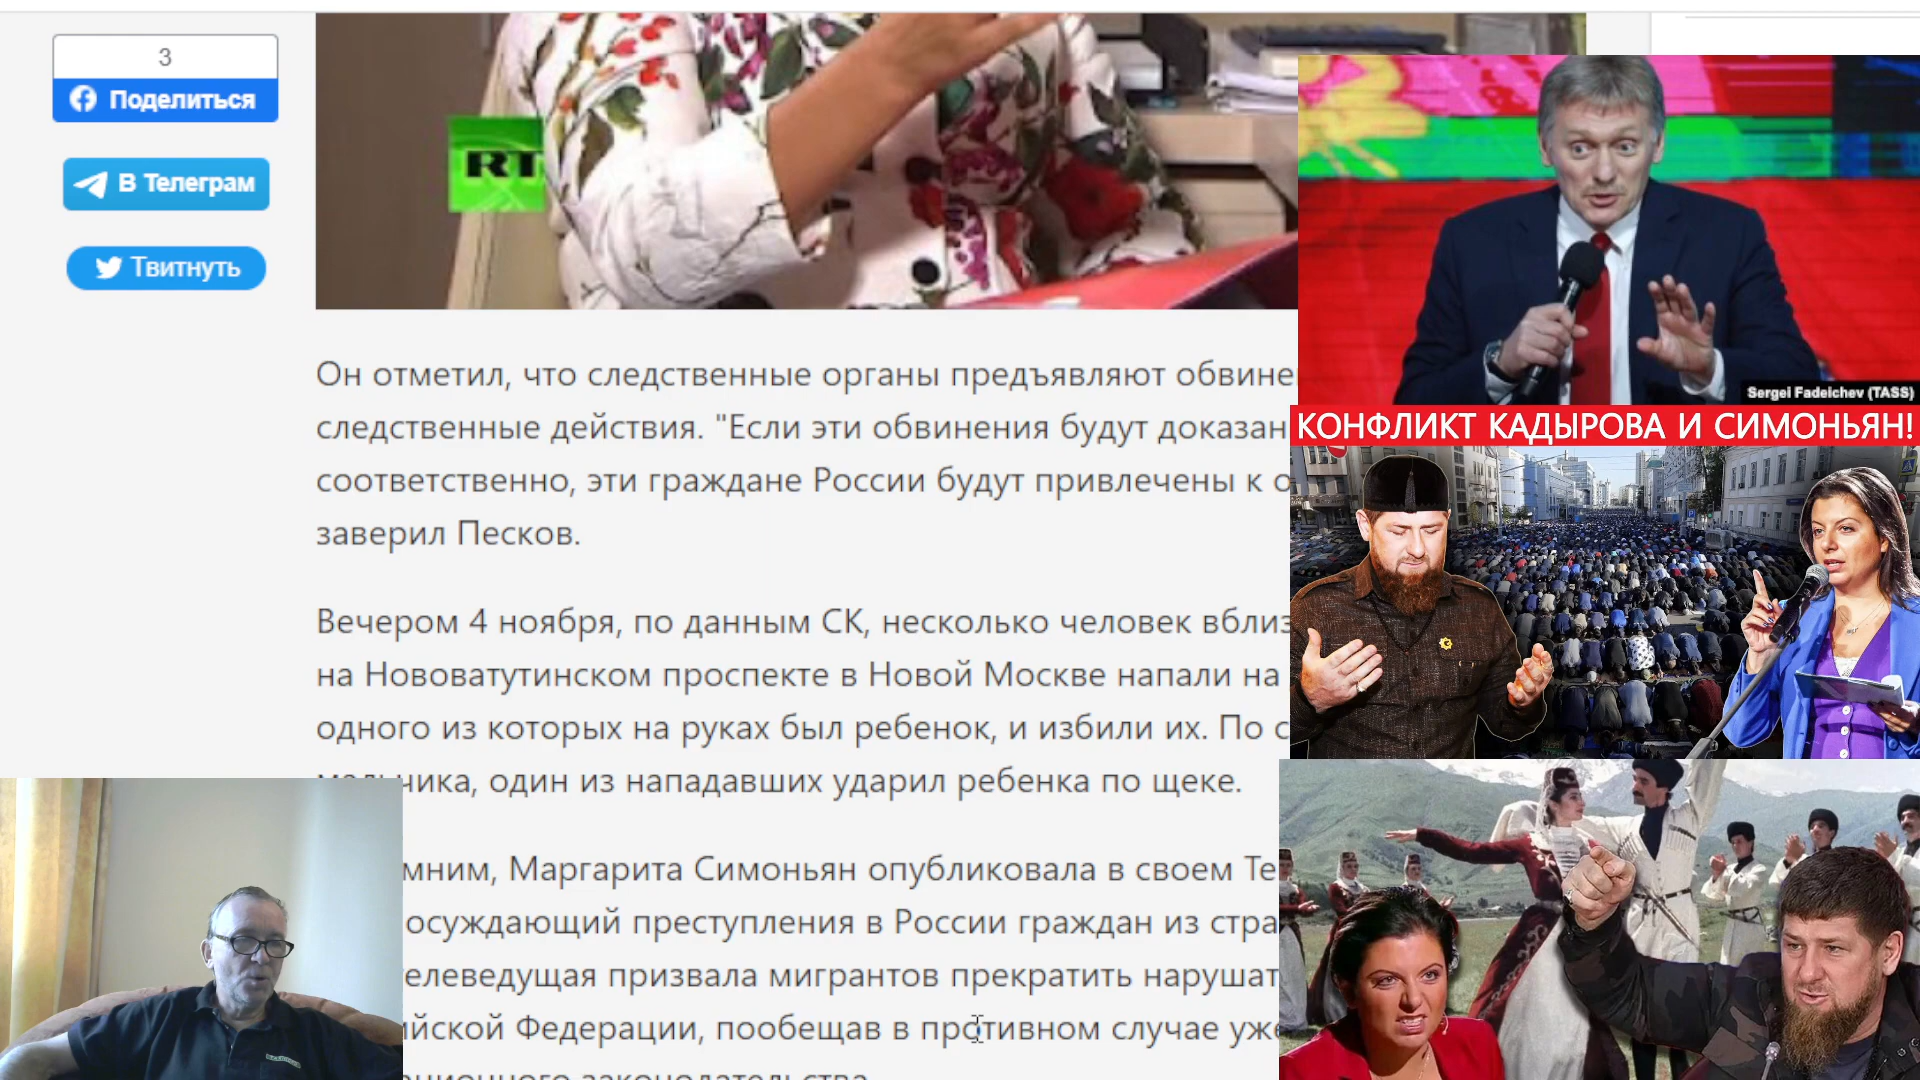 3
Поделиться
В Телеграм
Твитнуть
RT
Sergei Fadeichev (TASS)
КОНФЛИКТ КАДЫРОВА И СИМОНЬЯН!
Он отметил, что следственные органы предъявляют обвине
следственные действия. "Если эти обвинения будут доказан
соответственно, эти граждане России будут привлечены к о
заверил Песков.
Вечером 4 ноября, по данным СК, несколько человек вблиз
на Нововатутинском проспекте в Новой Москве напали на
одного из которых на руках был ребенок, и избили их. По с
чика, один из нападавших ударил ребенка по щеке.
мним, Маргарита Симоньян опубликовала в своем Те
осуждающий преступления в России граждан из стра
телеведущая призвала мигрантов прекратить нарушат
йской Федерации, пообещав в противном случае уже